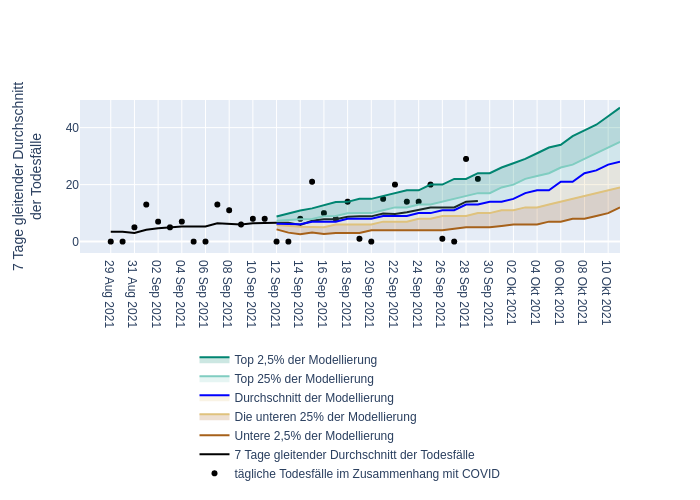 7 Tage gleitender Durchschnitt
der Todesfälle
40
20
0
29 Aug 2021
31 Aug 2021
02 Sep 2021
04 Sep 2021
06 Sep 2021
08 Sep 2021
10 Sep 2021
12 Sep 2021
14 Sep 2021
16 Sep 2021
18 Sep 2021
20 Sep 2021
22 Sep 2021
24 Sep 2021
26 Sep 2021
28 Sep 2021
30 Sep 2021
02 Okt 2021
04 Okt 2021
06 Okt 2021
08 Okt 2021
10 Okt 2021
Top 2,5% der Modellierung
Top 25% der Modellierung
Durchschnitt der Modellierung
Die unteren 25% der Modellierung
Untere 2,5% der Modellierung
7 Tage gleitender Durchschnitt der Todesfälle
tägliche Todesfälle im Zusammenhang mit COVID